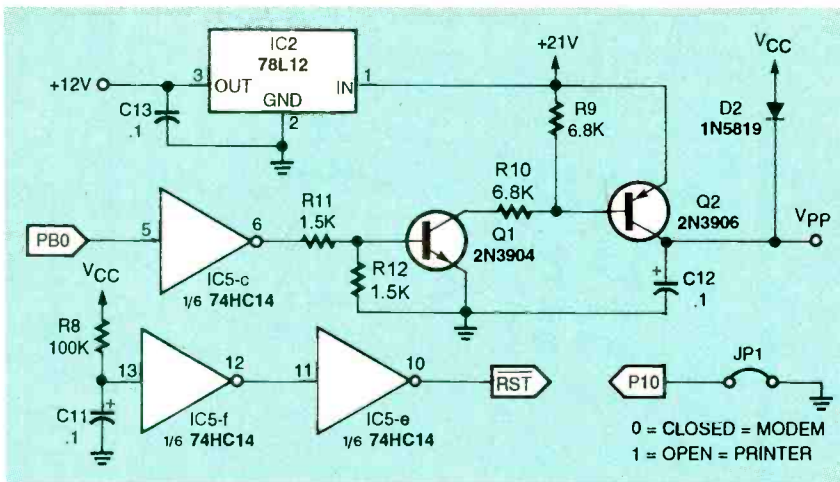 IC2
78L12
+12V
3
OUT
IN
1
GND
2
C13
.1
+21V
R9
6.8K
VCC
D2
1N5819
R10
6.8K
Q2
2N3906
VPP
R11
1.5K
Q1
2N3904
R12
1.5K
C12
+
.1
PB0
5
6
IC5-c
1/6 74HC14
VCC
R8
100K
13
12
11
10
RST
C11
+
.1
IC5-f
1/6 74HC14
IC5-e
1/6 74HC14
P10
JP1
0 = CLOSED = MODEM
1 = OPEN = PRINTER